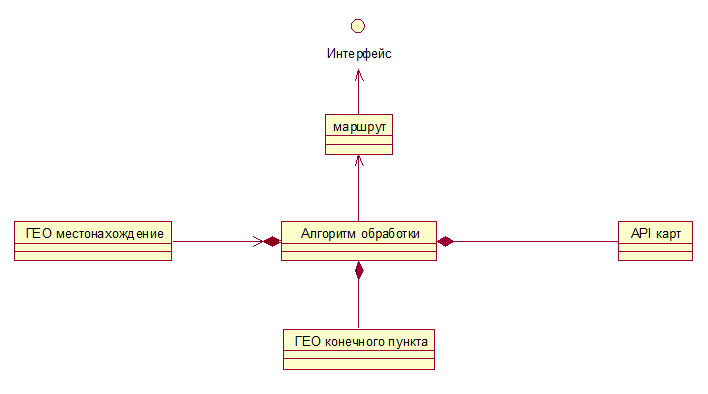 Интерфейс
маршрут
ГЕО местонахождение
Алгоритм обработки
API карт
ГЕО конечного пункта